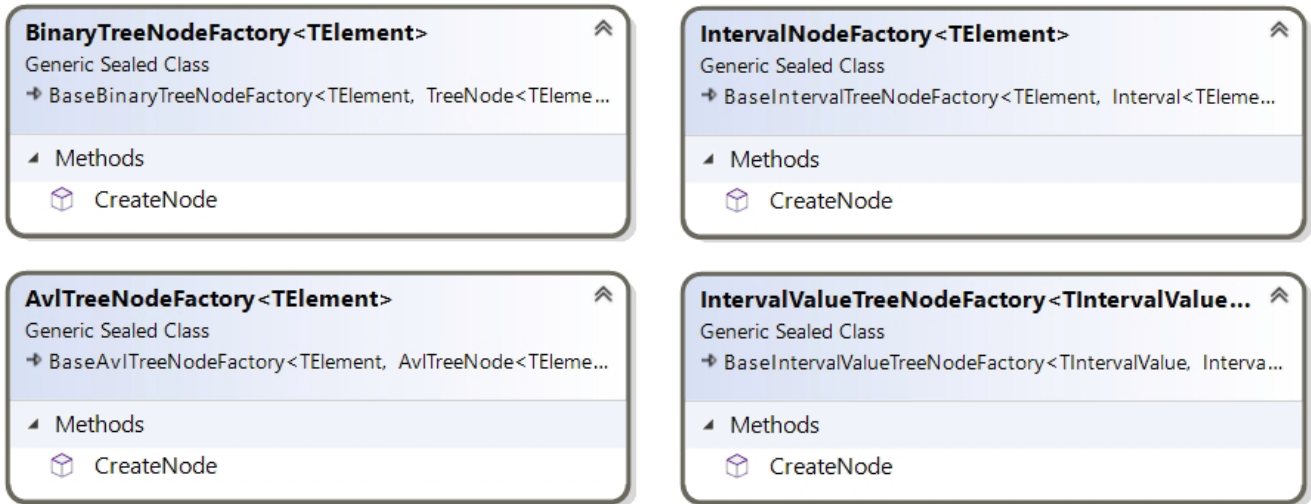 BinaryTreeNodeFactory<TElement>
Generic Sealed Class
BaseBinaryTreeNodeFactory<TElement, TreeNode<TEleme...
Methods
CreateNode
IntervalNodeFactory<TElement>
Generic Sealed Class
BaseIntervalTreeNodeFactory<TElement, Interval<TEleme...
Methods
CreateNode
AvlTreeNodeFactory<TElement>
Generic Sealed Class
BaseAvlTreeNodeFactory<TElement, AvlTreeNode<TEleme...
Methods
CreateNode
IntervalValueTreeNodeFactory<TIntervalValue...
Generic Sealed Class
BaseIntervalValueTreeNodeFactory<TIntervalValue, Interva...
Methods
CreateNode